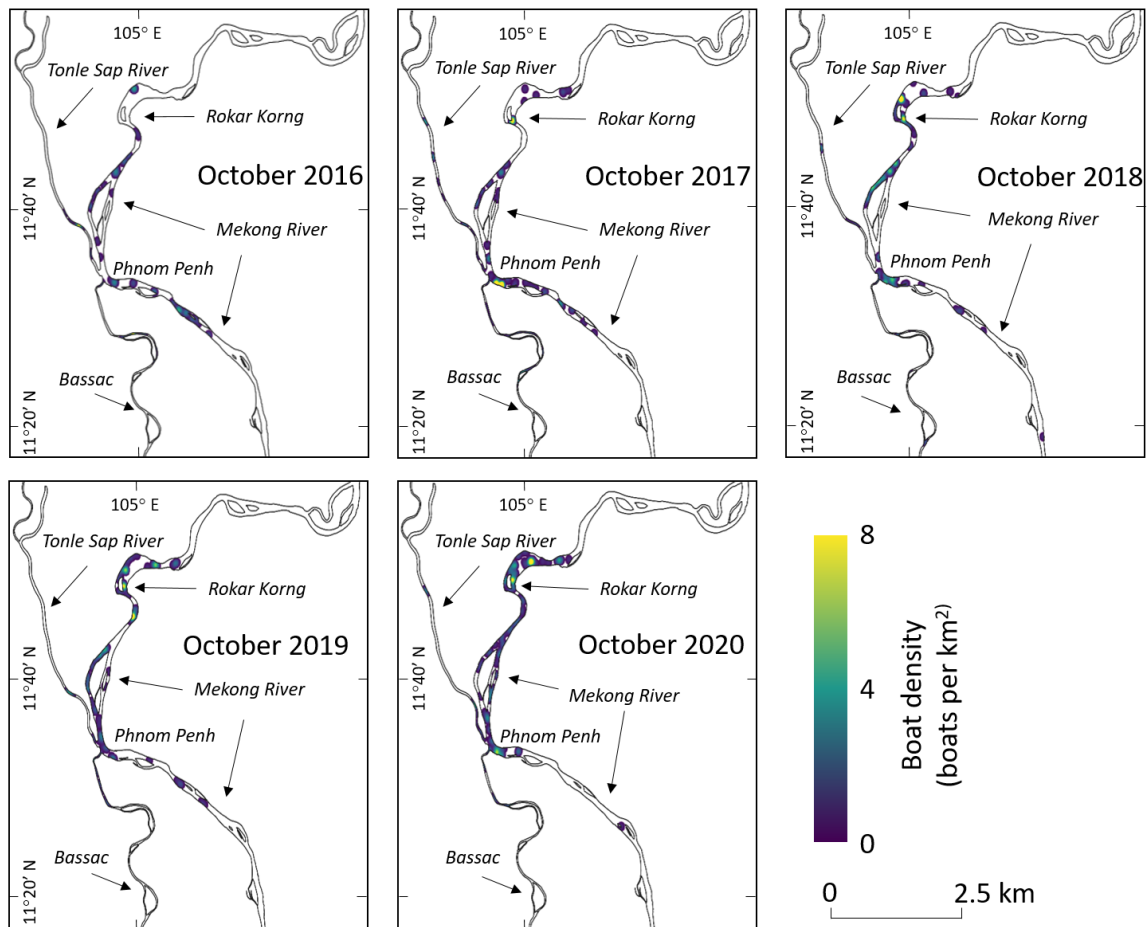 105° E
Tonle Sap River
Rokar Korng
October 2016
11°40′ N
Mekong River
Phnom Penh
Bassac
11°20′ N
105° E
Tonle Sap River
Rokar Korng
October 2017
11°40′ N
Mekong River
Phnom Penh
Bassac
11°20′ N
105° E
Tonle Sap River
Rokar Korng
October 2018
11°40′ N
Mekong River
Phnom Penh
Bassac
11°20′ N
105° E
Tonle Sap River
Rokar Korng
October 2019
11°40′ N
Mekong River
Phnom Penh
Bassac
11°20′ N
105° E
Tonle Sap River
Rokar Korng
October 2020
11°40′ N
Mekong River
Phnom Penh
Bassac
11°20′ N
8
4
0
Boat density
(boats per km²)
0 2.5 km